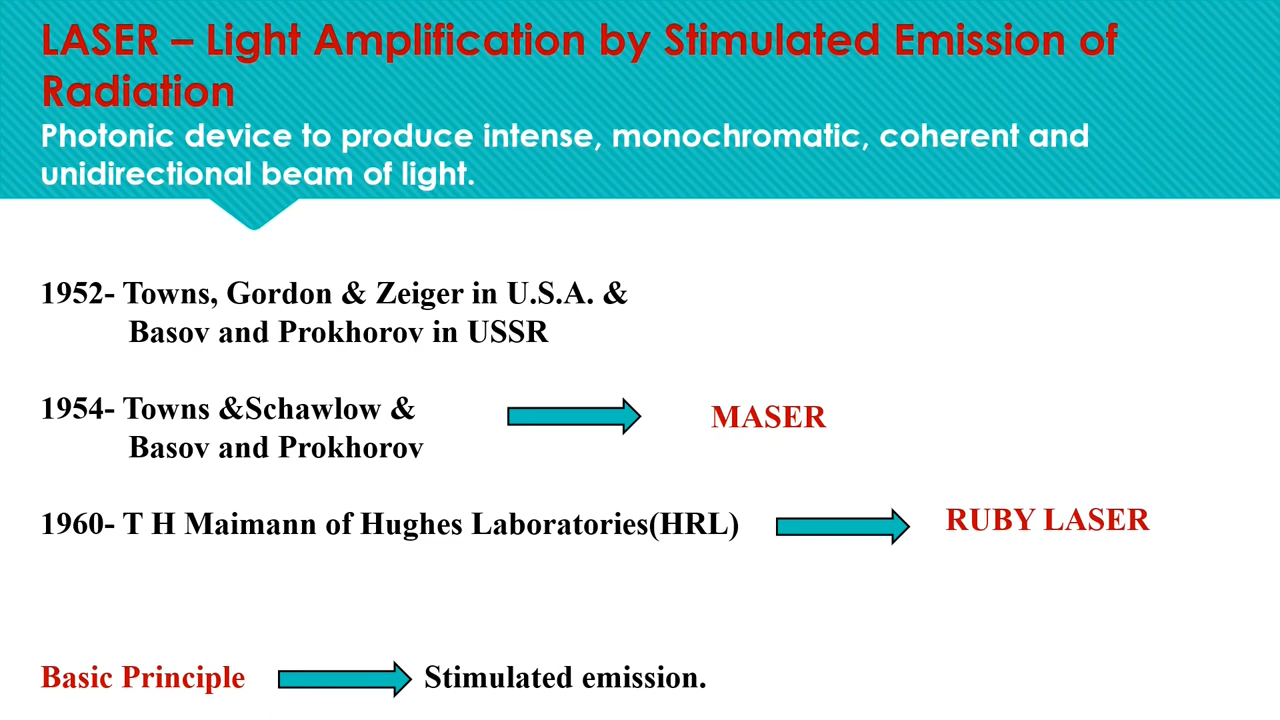 LASER – Light Amplification by Stimulated Emission of
Radiation
Photonic device to produce intense, monochromatic, coherent and
unidirectional beam of light.
1952- Towns, Gordon & Zeiger in U.S.A. &
Basov and Prokhorov in USSR
1954- Towns &Schawlow &
Basov and Prokhorov
MASER
1960- T H Maimann of Hughes Laboratories(HRL)
RUBY LASER
Basic Principle
Stimulated emission.